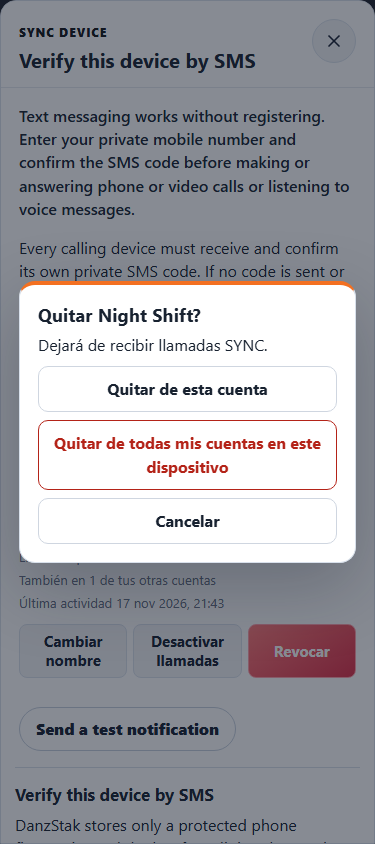 SYNC DEVICE
Verify this device by SMS
Text messaging works without registering.
Enter your private mobile number and
confirm the SMS code before making or
answering phone or video calls or listening to
voice messages.
Every calling device must receive and confirm
its own private SMS code. If no code is sent or
Quitar Night Shift?
Dejará de recibir llamadas SYNC.
Quitar de esta cuenta
Quitar de todas mis cuentas en este
dispositivo
Cancelar
También en 1 de tus otras cuentas
Última actividad 17 nov 2026, 21:43
Cambiar
nombre
Desactivar
llamadas
Revocar
Send a test notification
Verify this device by SMS
DanzStak stores only a protected phone